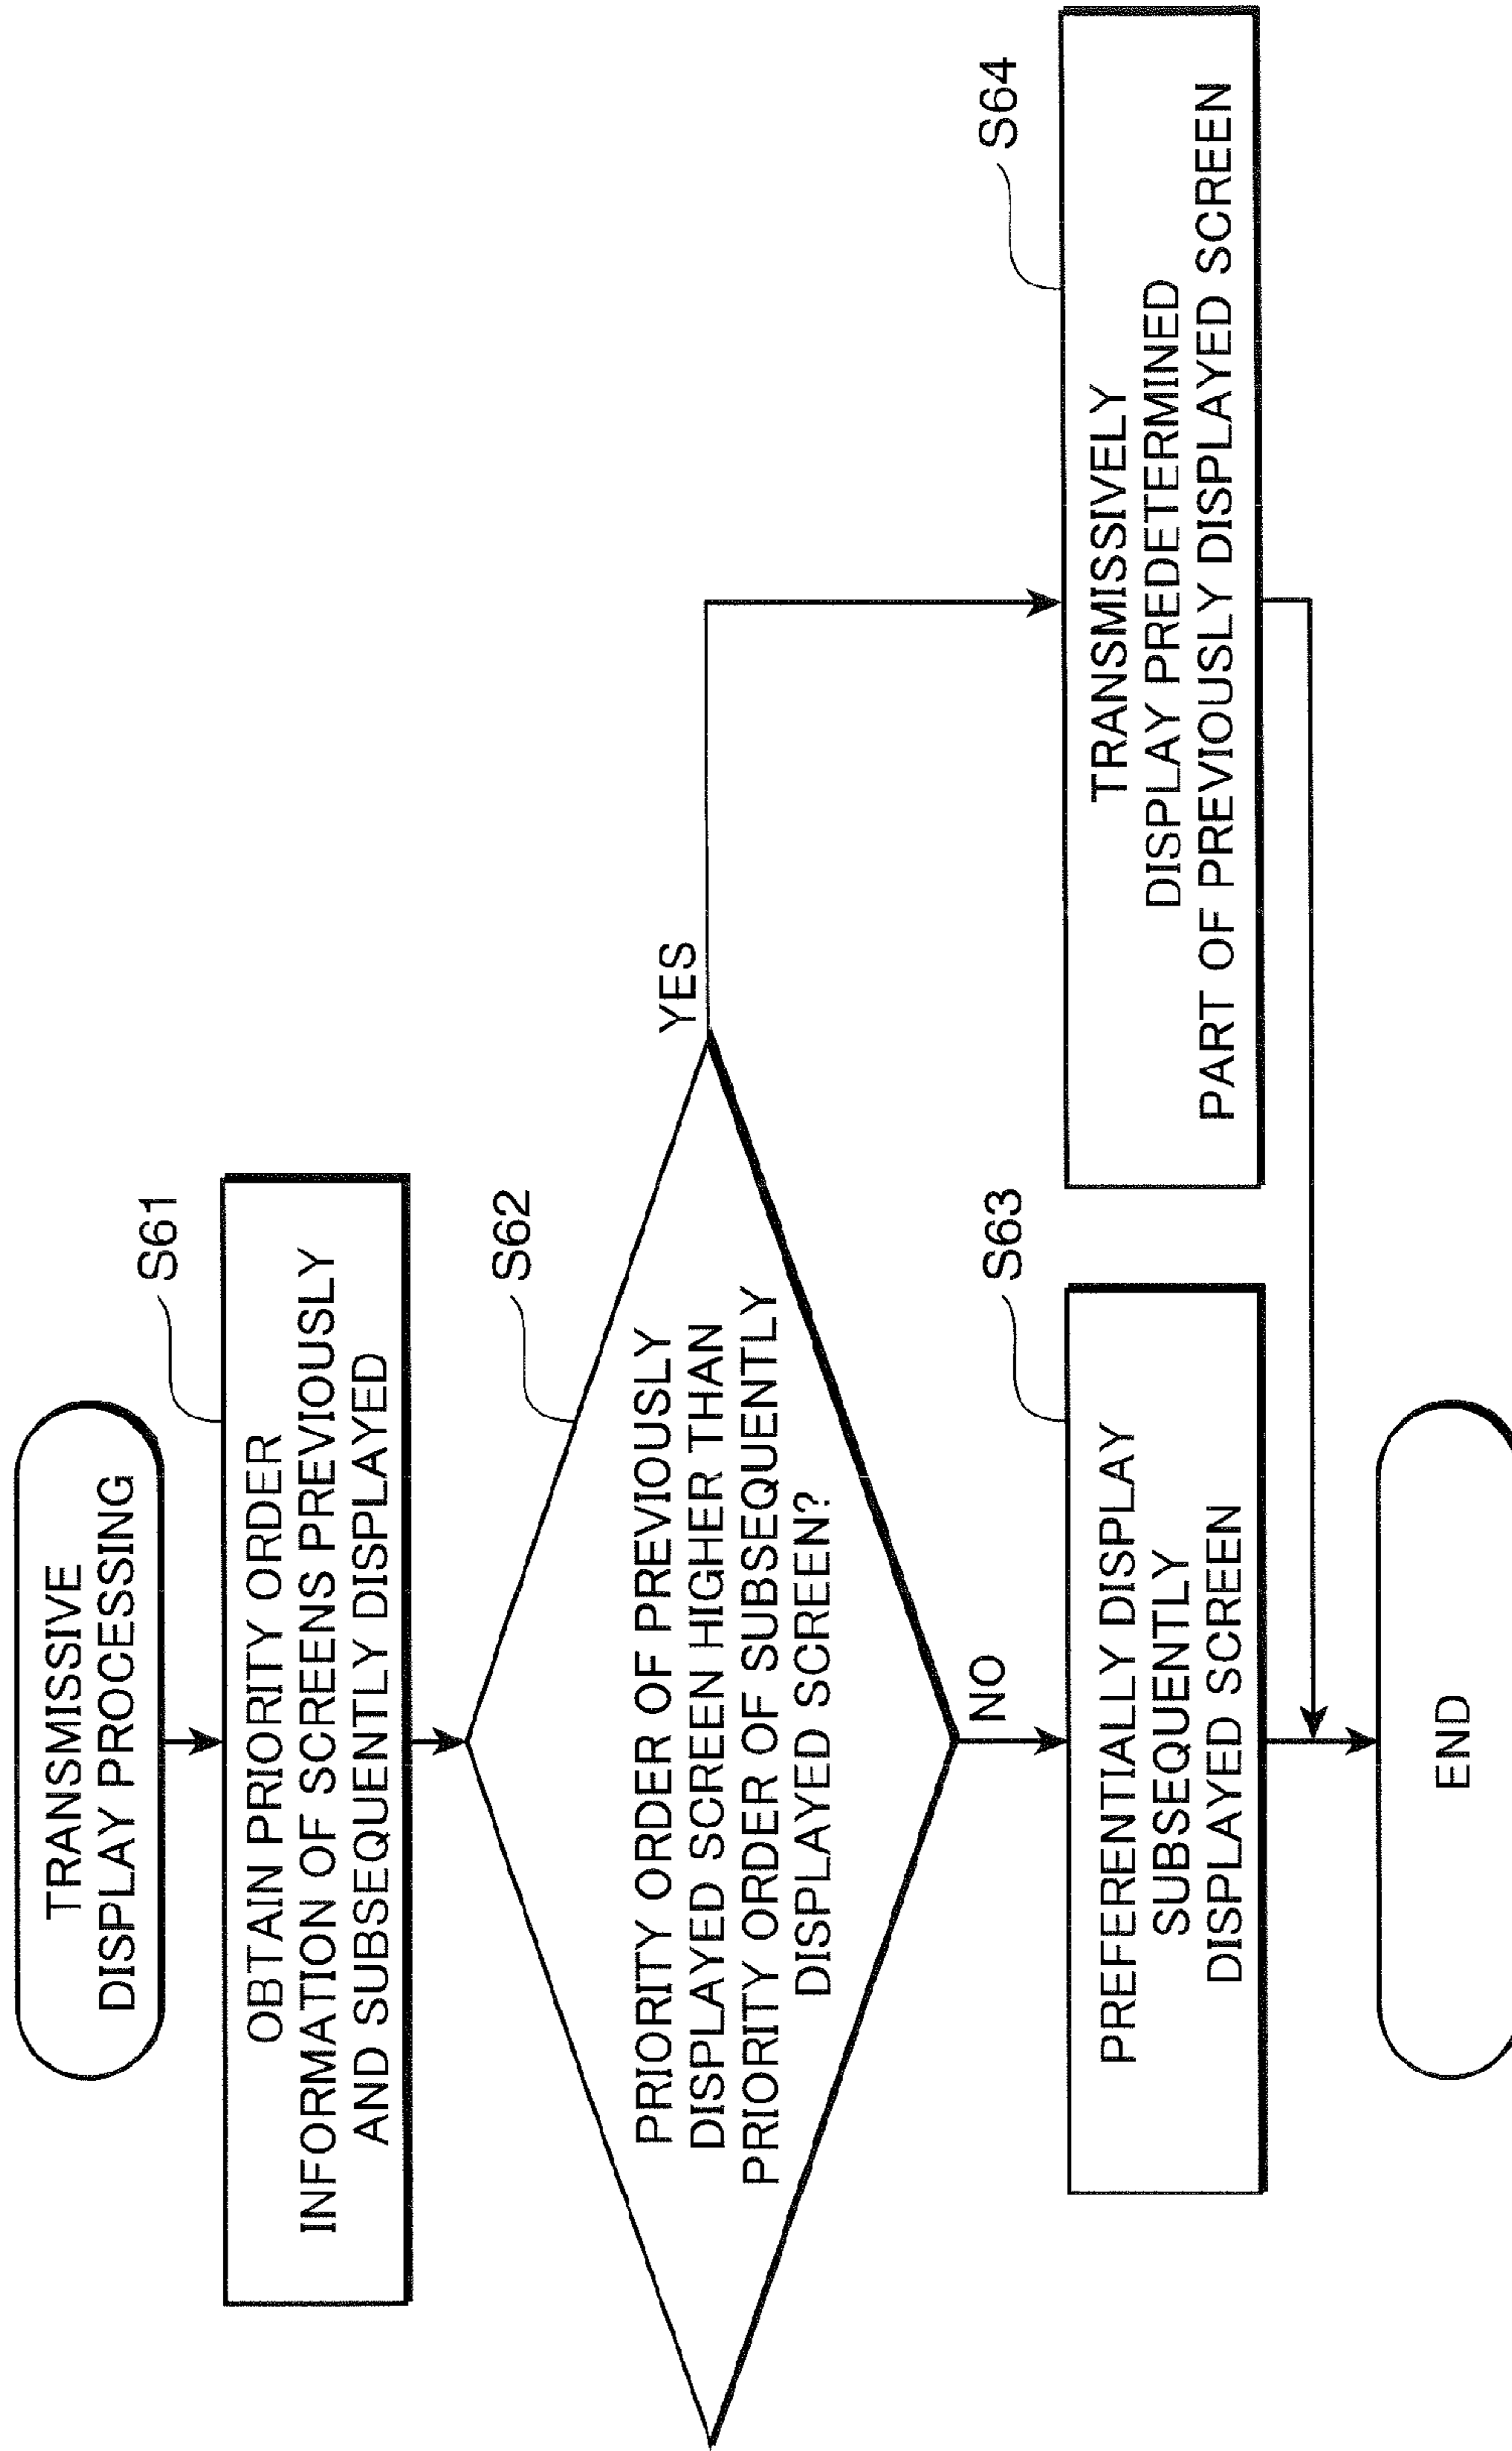 TRANSMISSIVE
DISPLAY PROCESSING
S61
OBTAIN PRIORITY ORDER
INFORMATION OF SCREENS PREVIOUSLY
AND SUBSEQUENTLY DISPLAYED
S62
PRIORITY ORDER OF PREVIOUSLY
DISPLAYED SCREEN HIGHER THAN
PRIORITY ORDER OF SUBSEQUENTLY
DISPLAYED SCREEN?
YES
NO
S63
PREFERENTIALLY DISPLAY
SUBSEQUENTLY
DISPLAYED SCREEN
S64
TRANSMISSIVELY
DISPLAY PREDETERMINED
PART OF PREVIOUSLY DISPLAYED SCREEN
END